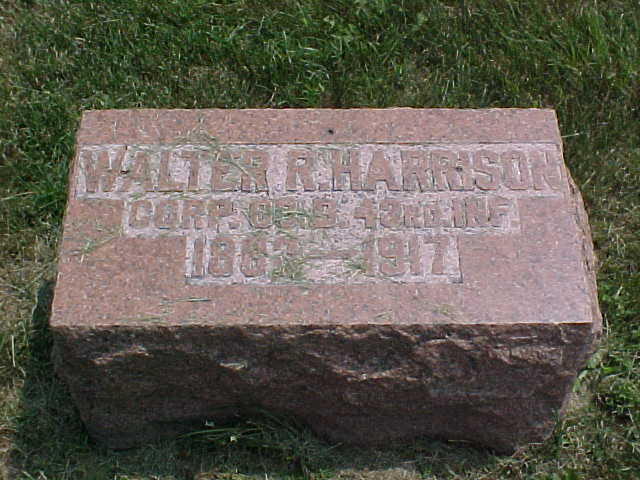 WALTER R. HARRISON
CORP. CO. 43RD. INF
1917